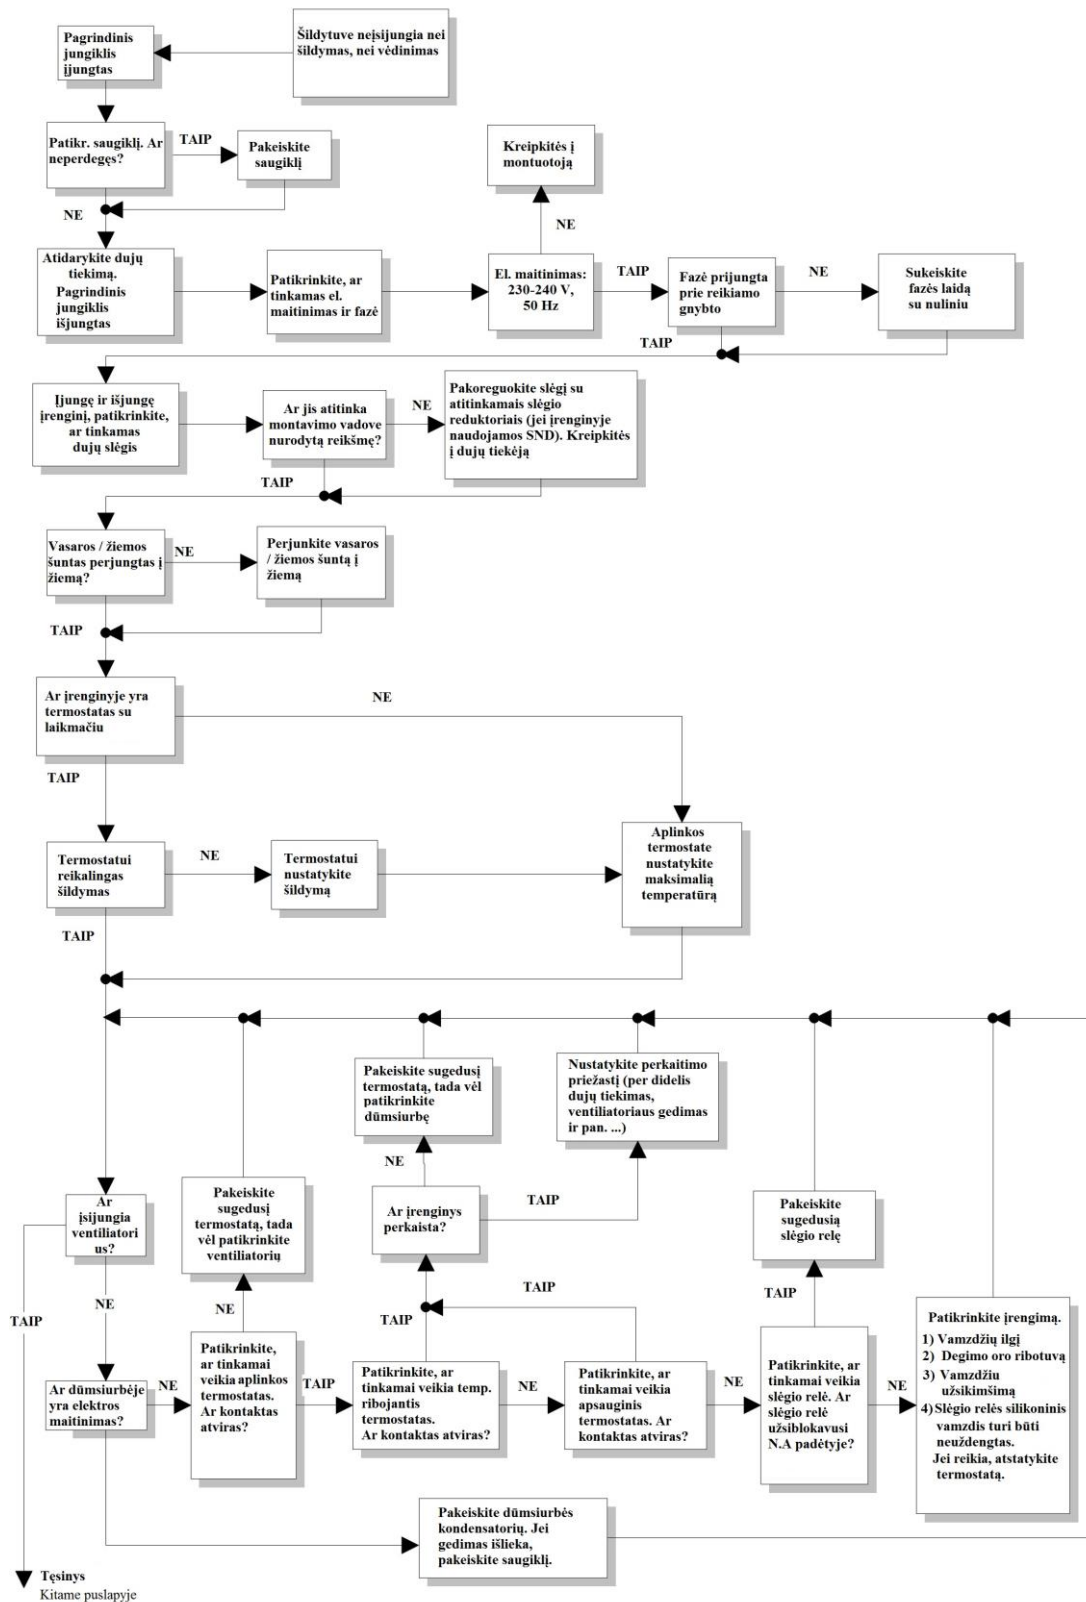 Šildytuve neįsijungia nei
šildymas, nei vėdinimas
Pagrindinis
jungiklis
įjungtas
Patikr. saugiklį. Ar
neperdegęs?
TAIP
Pakeiskite
saugiklį
NE
Kreipkitės į
montuotoją
NE
Atidarykite dujų
tiekimą.
Pagrindinis
jungiklis
išjungtas
Patikrinkite, ar
tinkamas el.
maitinimas ir fazė
El. maitinimas:
230-240 V,
50 Hz
TAIP
Fazė prijungta
prie reikiamo
gnybto
NE
Sukeiskite
fazės laidą
su nuliniu
TAIP
Įjungę ir išjungę
įrenginį, patikrinkite,
ar tinkamas
dujų slėgis
Ar jis atitinka
montavimo vadove
nurodytą reikšmę?
NE
Pakoreguokite slėgį su
atitinkamais slėgio
reduktoriais (jei įrenginyje
naudojamos SND). Kreipkitės
į dujų tiekėją
TAIP
Vasaros / žiemos
šuntas perjungtas į
žiemą?
NE
Perjunkite vasaros
/ žiemos šuntą į
žiemą
TAIP
Ar įrenginyje yra
termostatas su
laikmačiu
NE
TAIP
Termostatui
reikalingas
šildymas
NE
Termostatui
nustatykite
šildymą
Aplinkos
termostate
nustatykite
maksimalią
temperatūrą
TAIP
Pakeiskite sugedusį
termostatą, tada vėl
patikrinkite
dūmsiurbę
Nustatykite perkaitimo
priežastį (per didelis
dujų tiekimas,
ventiliatoriaus gedimas
ir pan. ...)
NE
TAIP
Ar
įsijungia
ventiliatori
us?
Pakeiskite
sugedusį
termostatą, tada
vėl patikrinkite
ventiliatorių
Ar įrenginys
perkaista?
Pakeiskite
sugedusią
slėgio relę
TAIP
NE
NE
TAIP
TAIP
TAIP
Ar dūmsiurbėje
yra elektros
maitinimas?
NE
Patikrinkite,
ar tinkamai
veikia aplinkos
termostatas.
Ar kontaktas
atviras?
TAIP
Patikrinkite, ar
tinkamai veikia temp.
ribojantis
termostatas.
Ar kontaktas atviras?
NE
Patikrinkite, ar
tinkamai veikia
apsauginis
termostatas. Ar
kontaktas atviras?
NE
Patikrinkite, ar
tinkamai veikia
slėgio relė. Ar
slėgio relė
užsiblokavusi
N.A padėtyje?
NE
Patikrinkite įrengimą.
1) Vamzdžių ilgį
2) Degimo oro ribotuvą
3) Vamzdžiu
užsikimšimą
4) Slėgio relės silikoninis
vamzdis turi būti
neuždengtas.
Jei reikia, atstatykite
termostatą.
Pakeiskite dūmsiurbės
kondensatorių. Jei
gedimas išlieka,
pakeiskite saugiklį.
Tęsinys
Kitame puslapyje